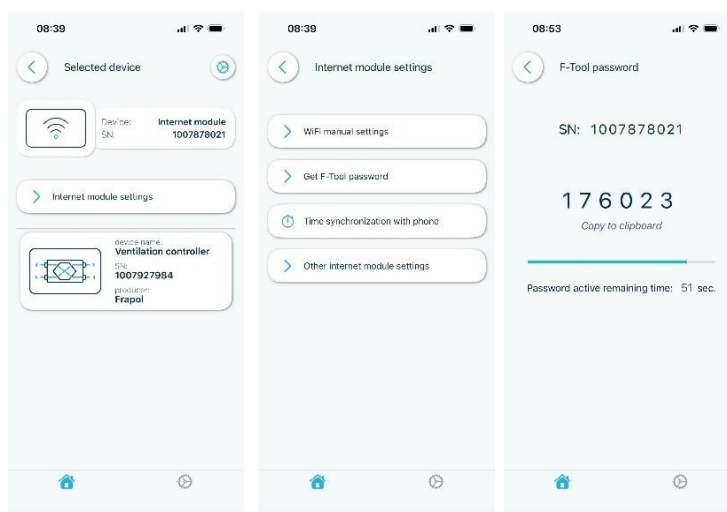 08:39
Selected device
Device: Internet module
SN: 1007878021
Internet module settings
device name:
Ventilation controller
SN:
1007927984
producer:
Frapol
08:39
Internet module settings
WiFi manual settings
Get F-Tool password
Time synchronization with phone
Other internet module settings
08:53
F-Tool password
SN: 1007878021
176023
Copy to clipboard
Password active remaining time: 51 sec.